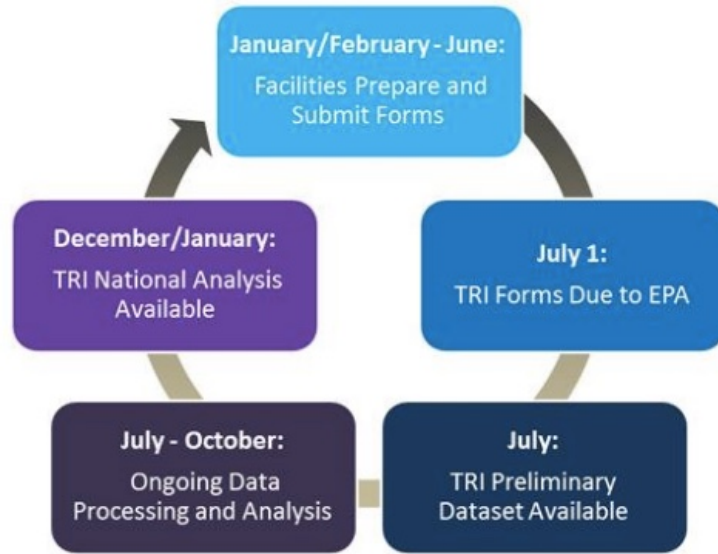 January/February - June:
Facilities Prepare and
Submit Forms
July 1:
TRI Forms Due to EPA
July:
TRI Preliminary
Dataset Available
July - October:
Ongoing Data
Processing and Analysis
December/January:
TRI National Analysis
Available